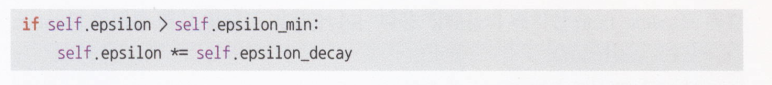 if self.epsilon > self.epsilon_min:
    self.epsilon *= self.epsilon_decay